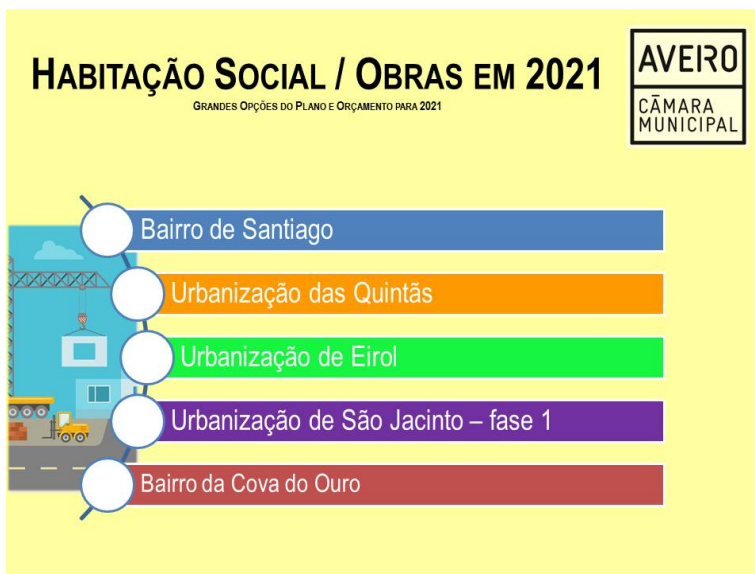 HABITAÇÃO SOCIAL / OBRAS EM 2021
GRANDES OPÇÕES DO PLANO E ORÇAMENTO PARA 2021
AVEIRO
CÂMARA
MUNICIPAL
Bairro de Santiago
Urbanização das Quintãs
Urbanização de Eirol
Urbanização de São Jacinto – fase 1
Bairro da Cova do Ouro